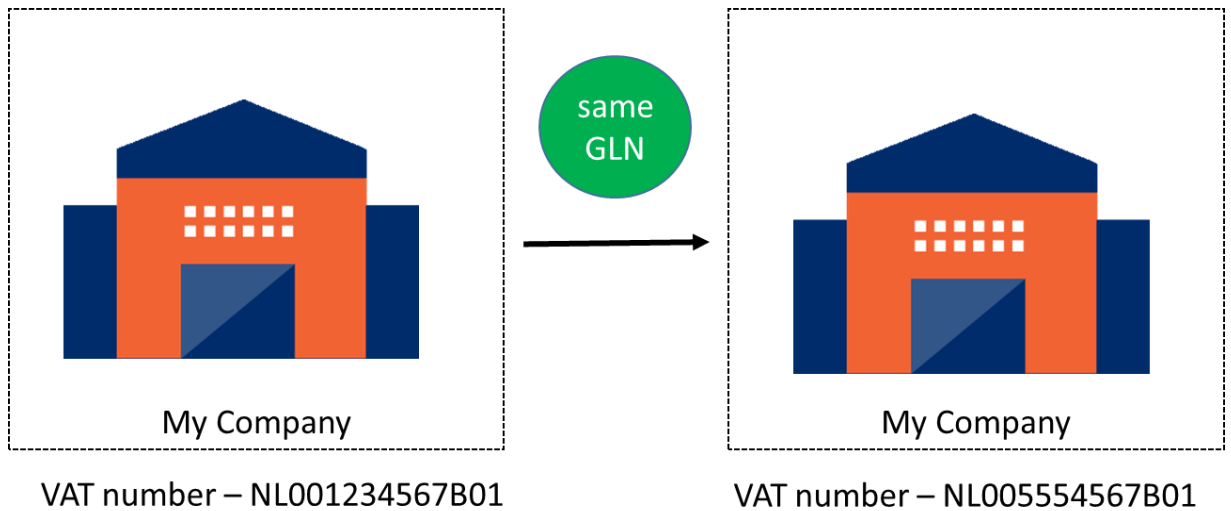 same
GLN
My Company
My Company
VAT number – NL001234567B01
VAT number – NL005554567B01